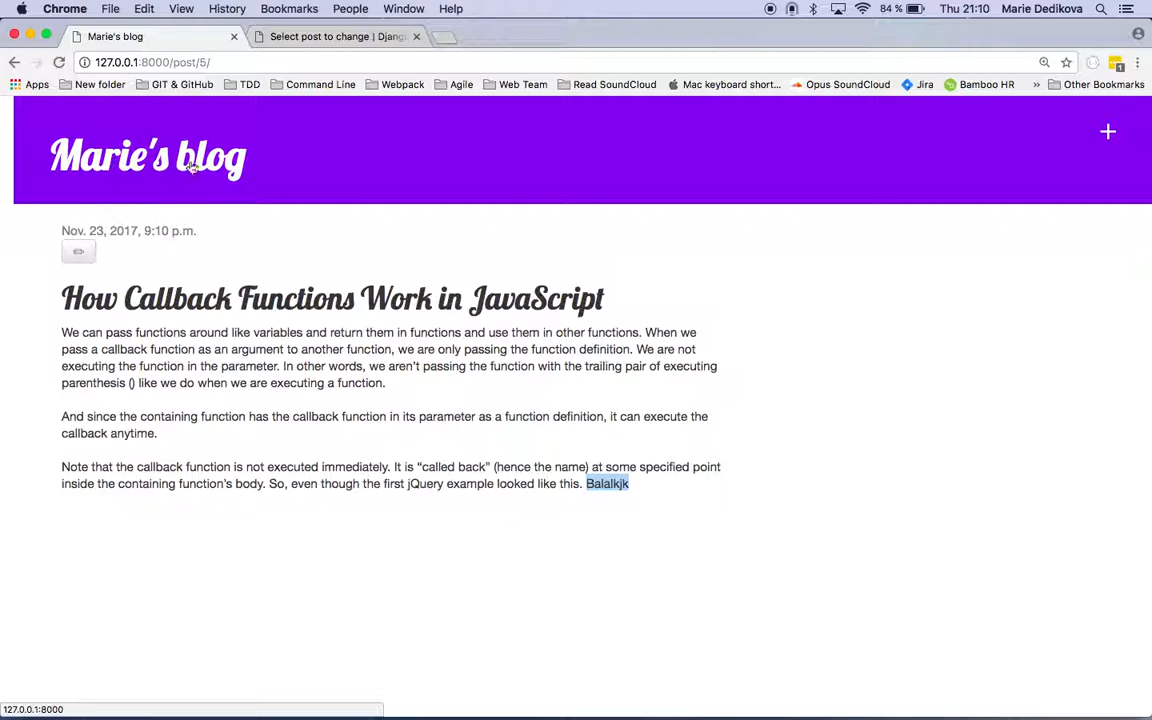 Chrome File Edit View History Bookmarks People Window Help 84 % Thu 21:10 Marie Dedikova
Marie's blog Select post to change | Djang
127.0.0.1:8000/post/5/
Apps New folder GIT & GitHub TDD Command Line Webpack Agile Web Team Read SoundCloud Mac keyboard short... Opus SoundCloud Jira Bamboo HR » Other Bookmarks
Marie's blog
Nov. 23, 2017, 9:10 p.m.
How Callback Functions Work in JavaScript
We can pass functions around like variables and return them in functions and use them in other functions. When we
pass a callback function as an argument to another function, we are only passing the function definition. We are not
executing the function in the parameter. In other words, we aren't passing the function with the trailing pair of executing
parenthesis () like we do when we are executing a function.
And since the containing function has the callback function in its parameter as a function definition, it can execute the
callback anytime.
Note that the callback function is not executed immediately. It is “called back” (hence the name) at some specified point
inside the containing function's body. So, even though the first jQuery example looked like this. Balalkjk
127.0.0.1:8000